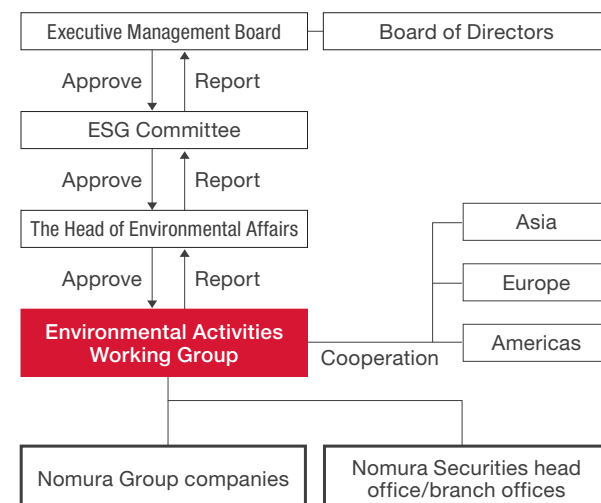 Executive Management Board
Board of Directors
Approve
Report
ESG Committee
Approve
Report
The Head of Environmental Affairs
Asia
Approve
Report
Europe
Environmental Activities
Working Group
Cooperation
Americas
Nomura Group companies
Nomura Securities head
office/branch offices